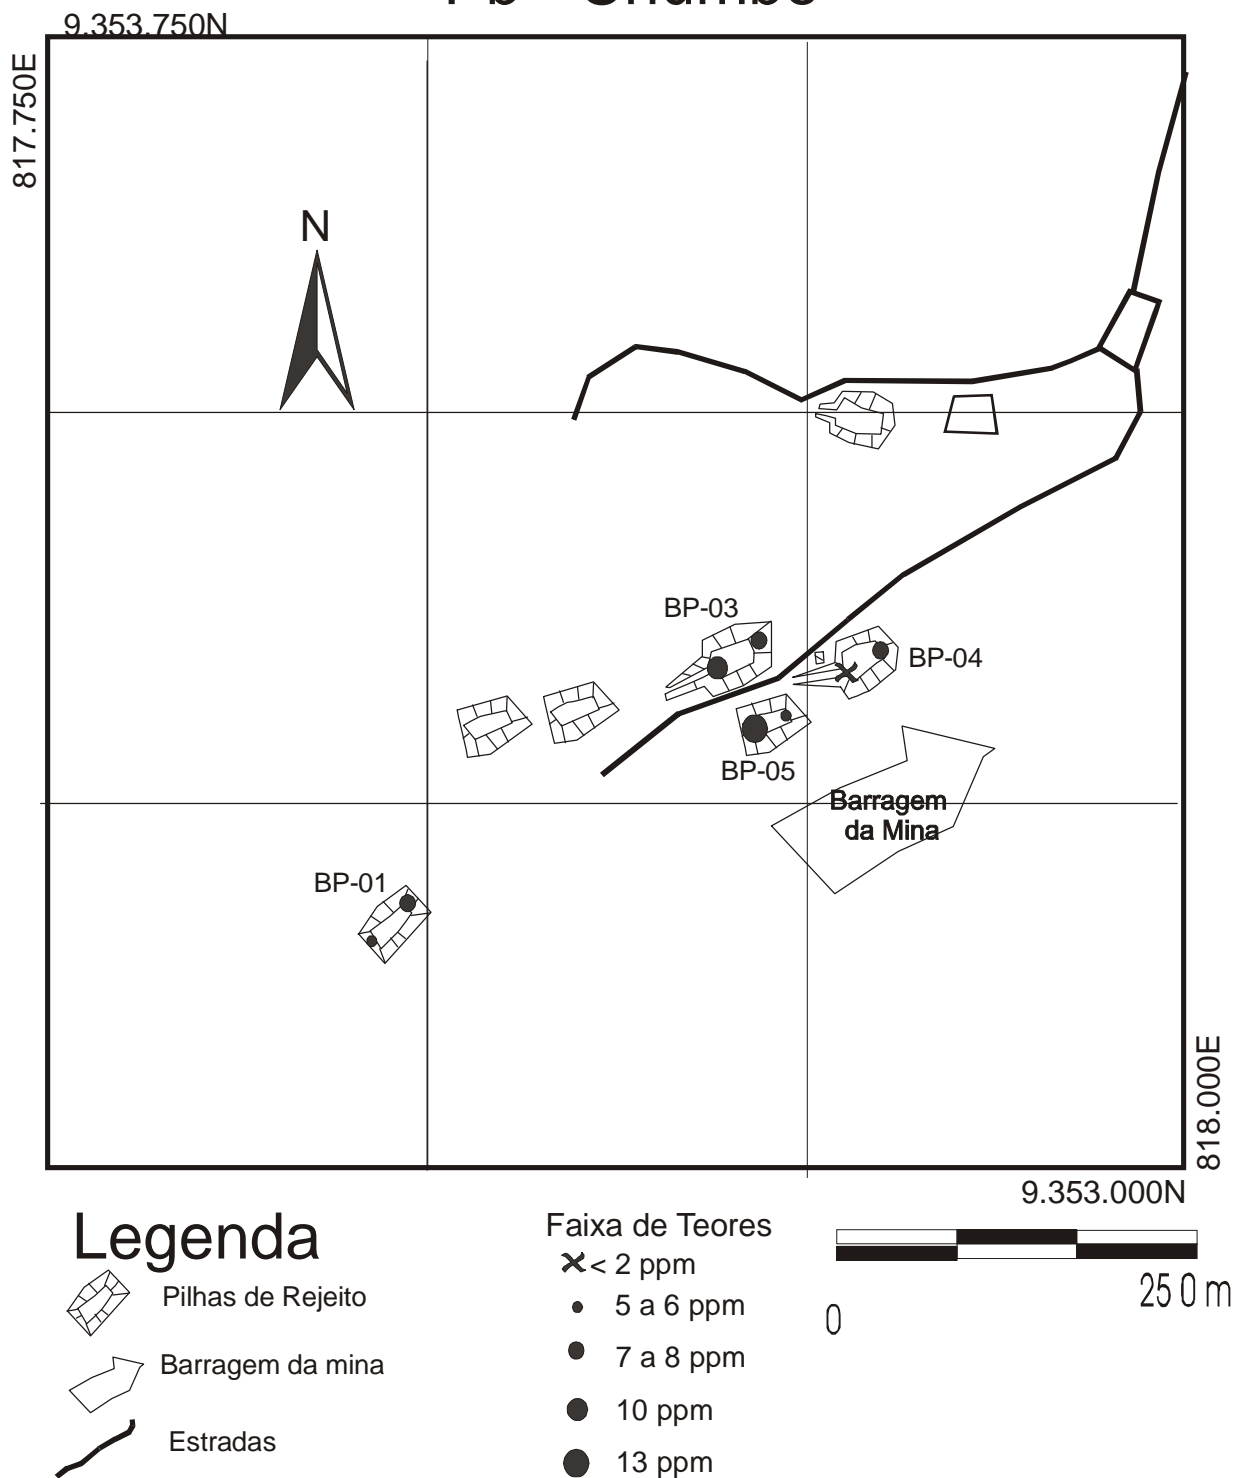 9.353.750N
817.750E
N
BP-03
BP-04
BP-05
Barragem
da Mina
BP-01
818.000E
9.353.000N
Legenda
Pilhas de Rejeito
Barragem da mina
Estradas
Faixa de Teores
< 2 ppm
5 a 6 ppm
7 a 8 ppm
10 ppm
13 ppm
0
250m